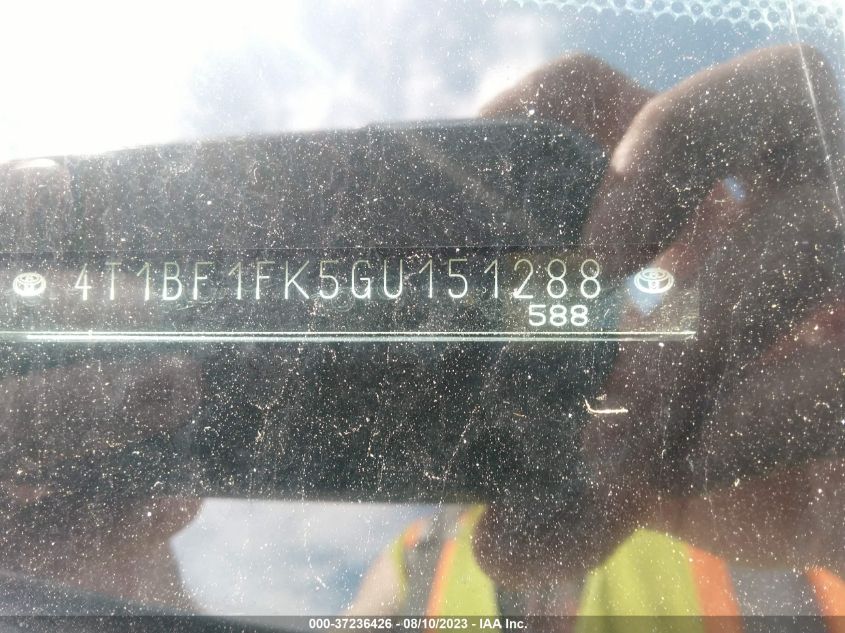 4T1BF1FK5GU151288
588
000-37236426 - 08/10/2023 - IAA Inc.